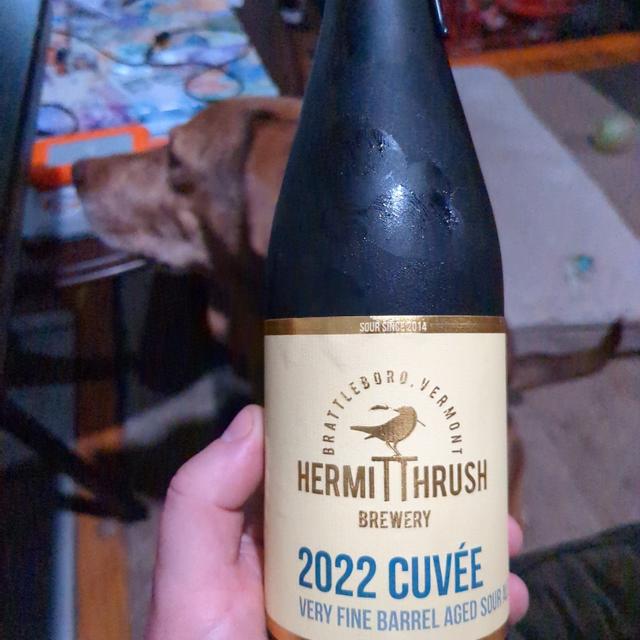 SOUR SINCE 2014
BRATTLEBORO, VERMONT
HERMIT THRUSH
BREWERY
2022 CUVÉE
VERY FINE BARREL AGED SOUR